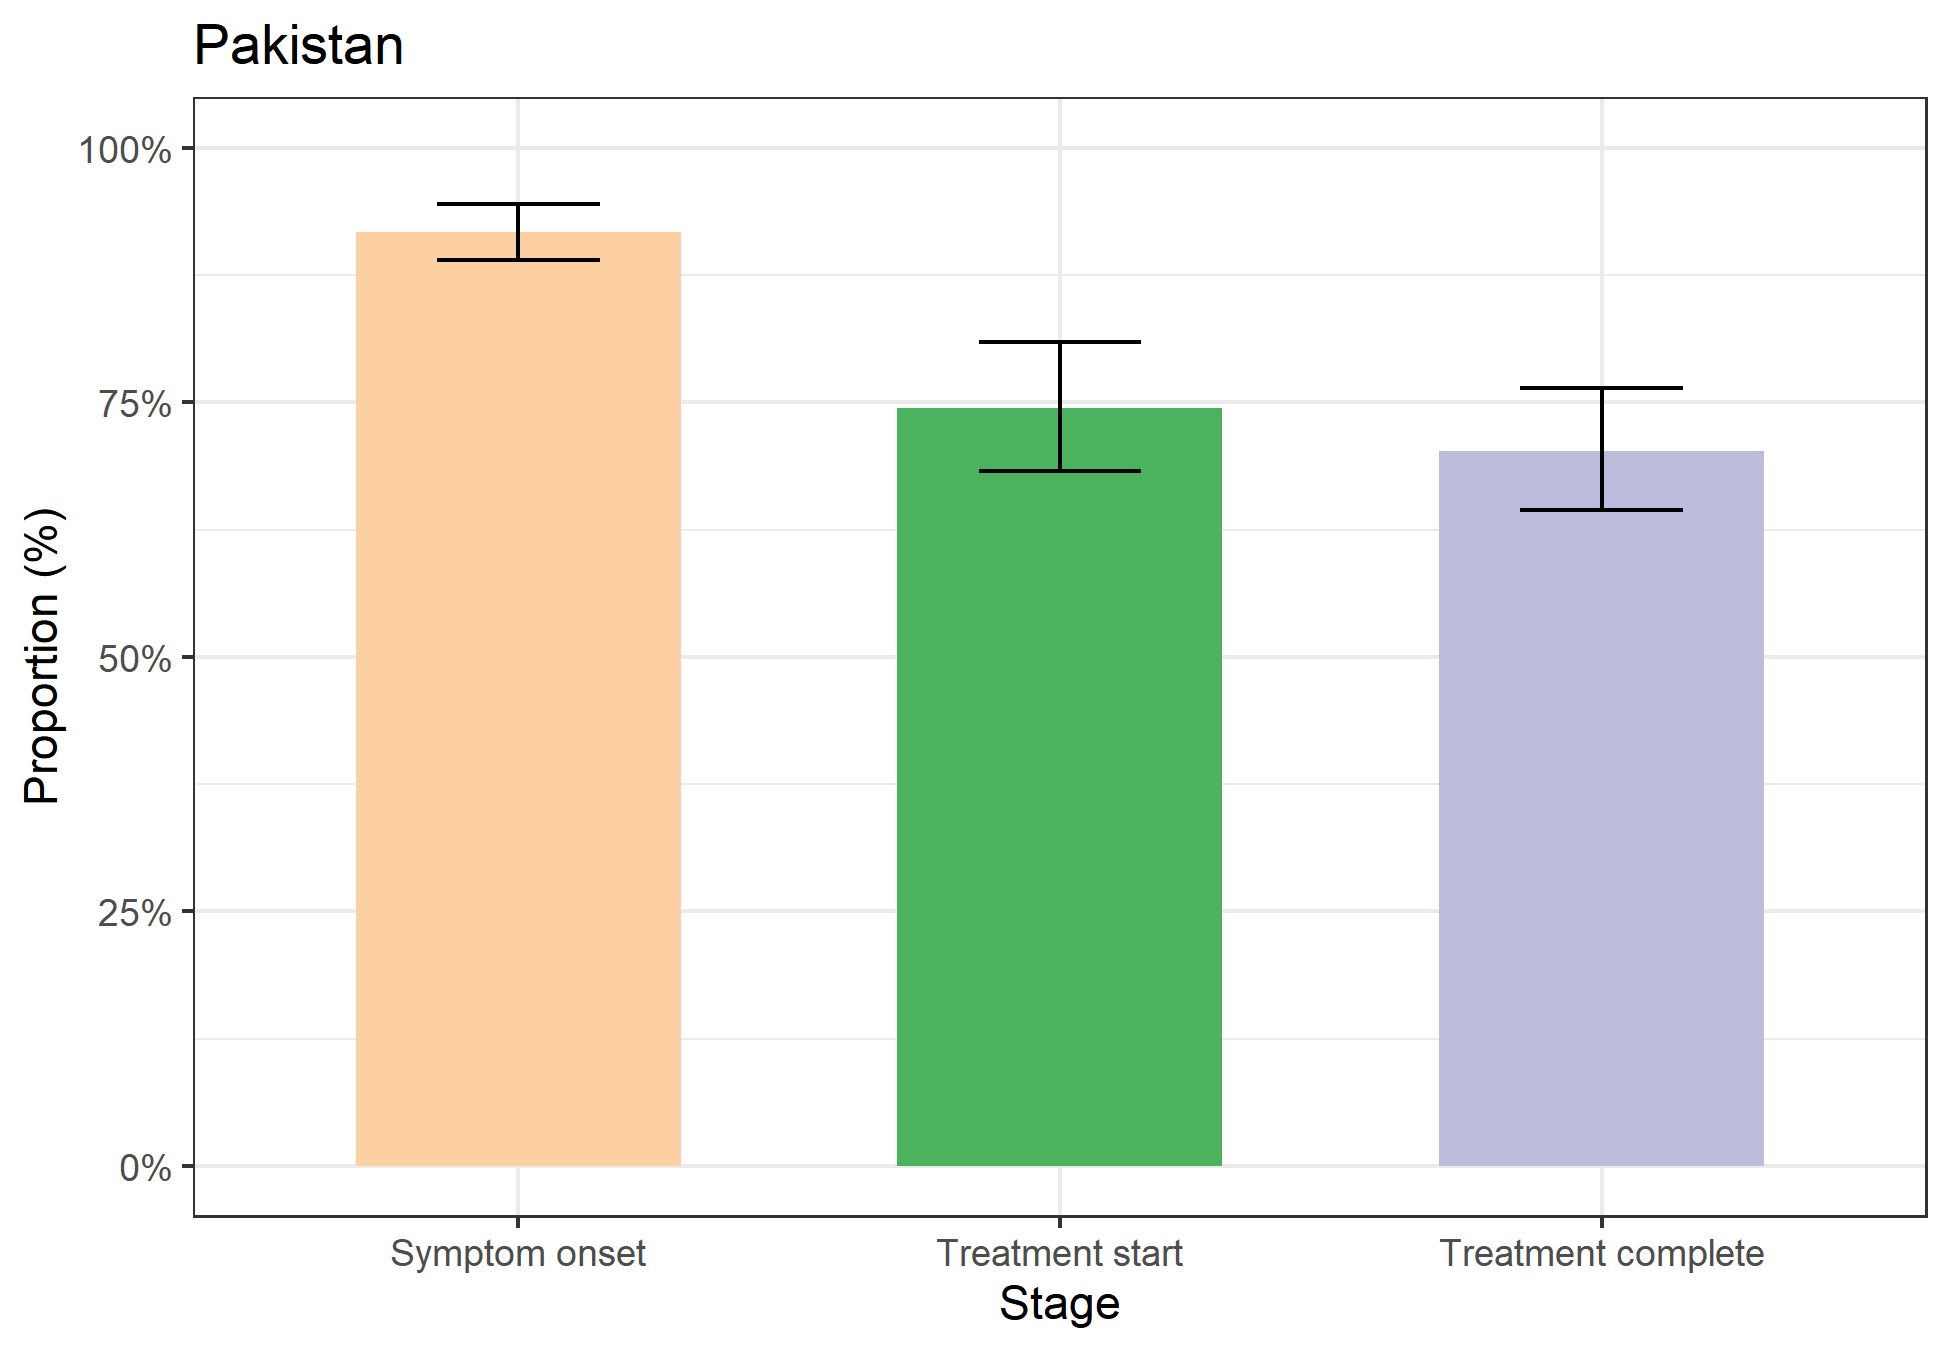 Pakistan
100%
75%
50%
25%
0%
Proportion (%)
Symptom onset
Treatment start
Treatment complete
Stage